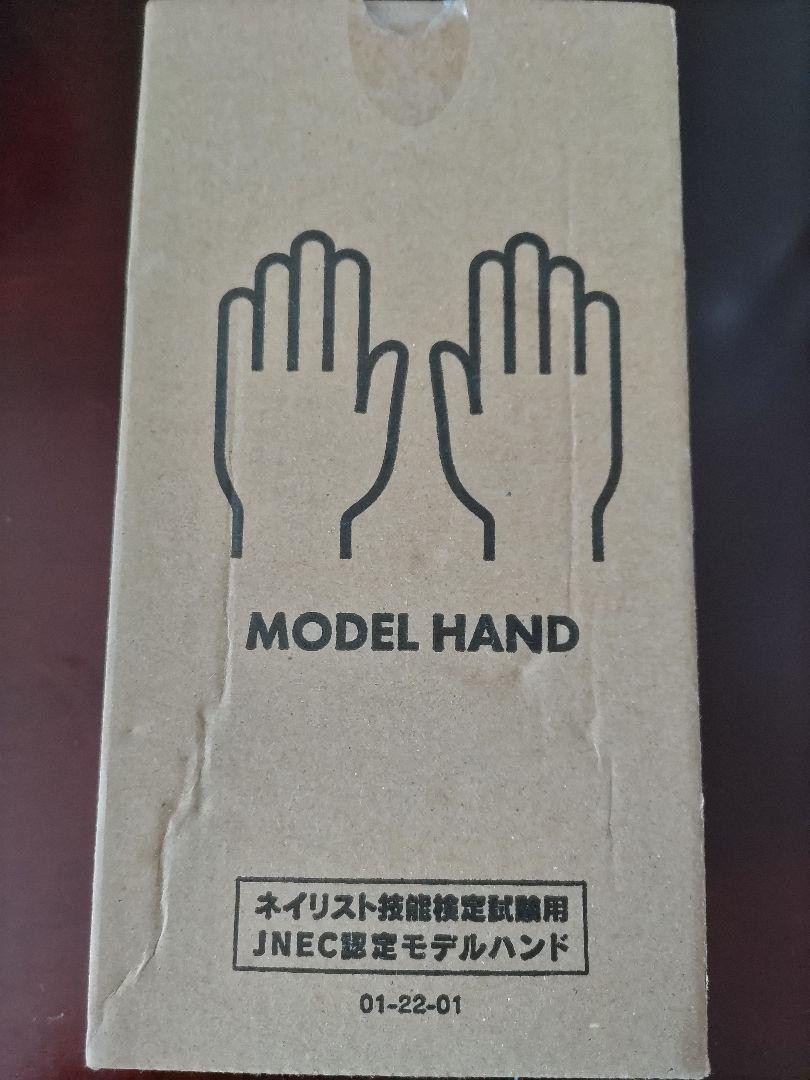 MODEL HAND
ネイリスト技能検定試験用
JNEC認定モデルハンド
01-22-01